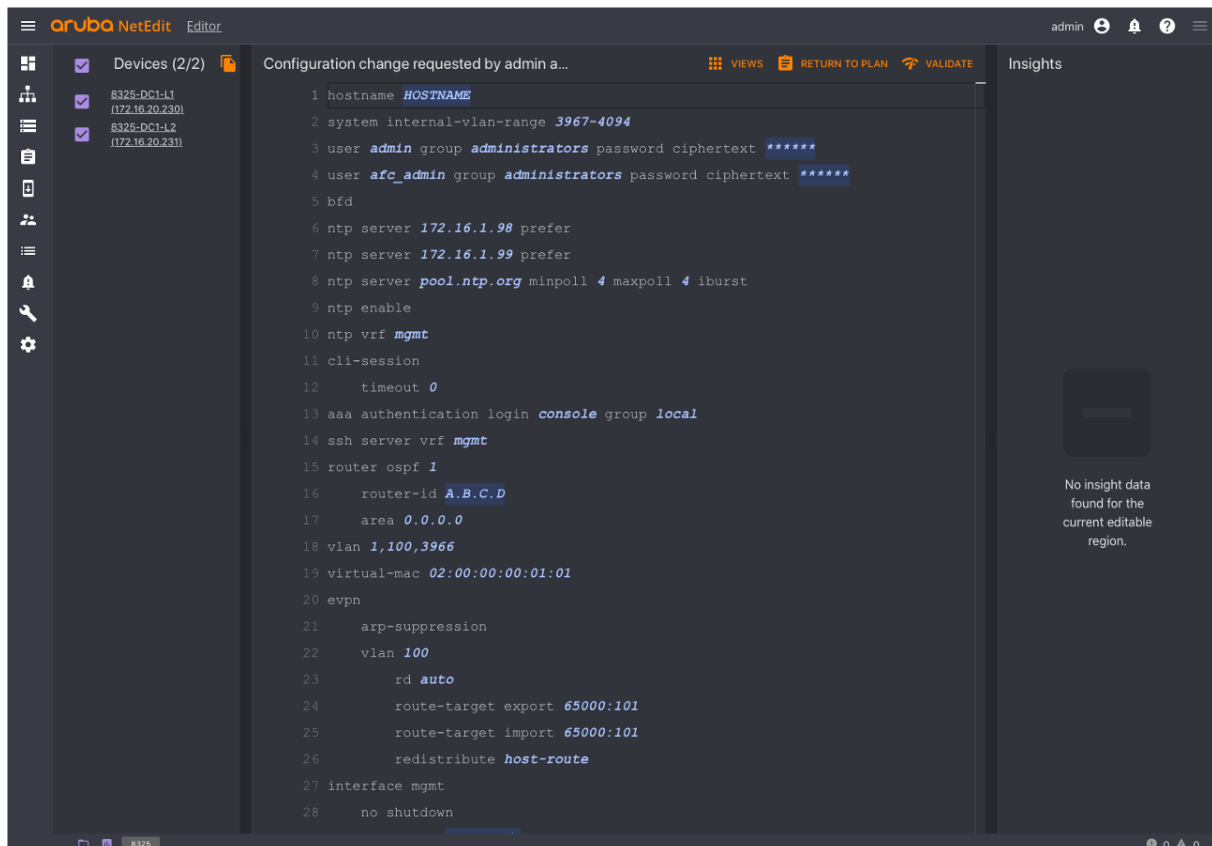 aruba NetEdit Editor
admin
Devices (2/2)
8325-DC1-L1
(172.16.20.230)
8325-DC1-L2
(172.16.20.231)
Configuration change requested by admin a...
VIEWS
RETURN TO PLAN
VALIDATE
1 hostname HOSTNAME
2 system internal-vlan-range 3967-4094
3 user admin group administrators password ciphertext ******
4 user afc_admin group administrators password ciphertext ******
5 bfd
6 ntp server 172.16.1.98 prefer
7 ntp server 172.16.1.99 prefer
8 ntp server pool.ntp.org minpoll 4 maxpoll 4 iburst
9 ntp enable
10 ntp vrf mgmt
11 cli-session
12 timeout 0
13 aaa authentication login console group local
14 ssh server vrf mgmt
15 router ospf 1
16 router-id A.B.C.D
17 area 0.0.0.0
18 vlan 1,100,3966
19 virtual-mac 02:00:00:00:01:01
20 evpn
21 arp-suppression
22 vlan 100
23 rd auto
24 route-target export 65000:101
25 route-target import 65000:101
26 redistribute host-route
27 interface mgmt
28 no shutdown
Insights
No insight data
found for the
current editable
region.
8325
0
0